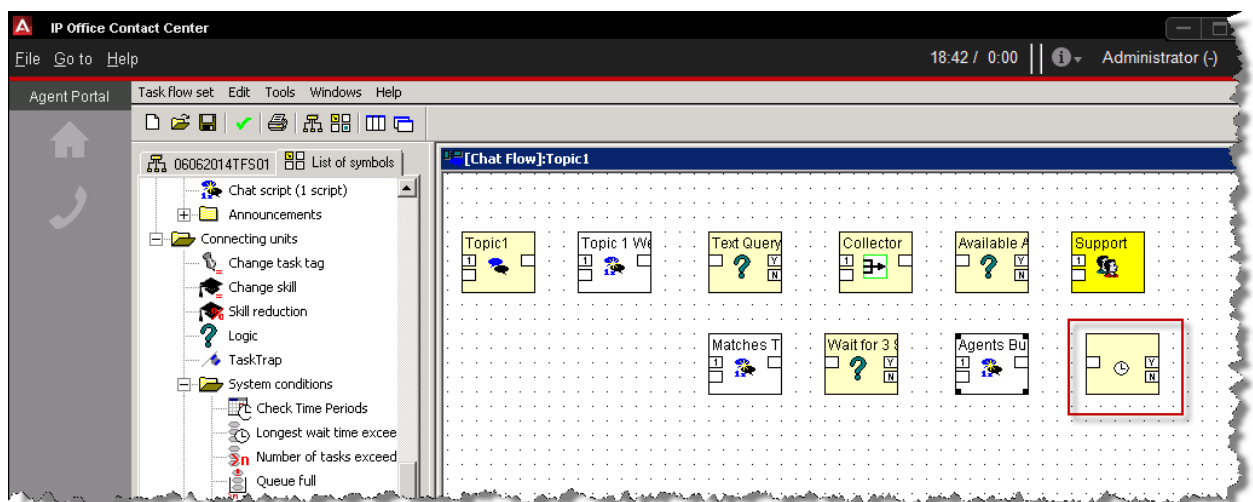 IP Office Contact Center
File Go to Help
18:42 / 0:00 Administrator (-)
Agent Portal
Task flow set Edit Tools Windows Help
06062014TFS01 List of symbols
[Chat Flow]:Topic1
Chat script (1 script)
Announcements
Connecting units
Change task tag
Change skill
Skill reduction
Logic
TaskTrap
System conditions
Check Time Periods
Longest wait time excee
Number of tasks exceed
Queue full
Topic1 Topic 1 We Text Query Collector Available A Support
1 1 Y N 1 Y N 1
Matches T Wait for 3 S Agents Bu
1 Y N 1 Y N